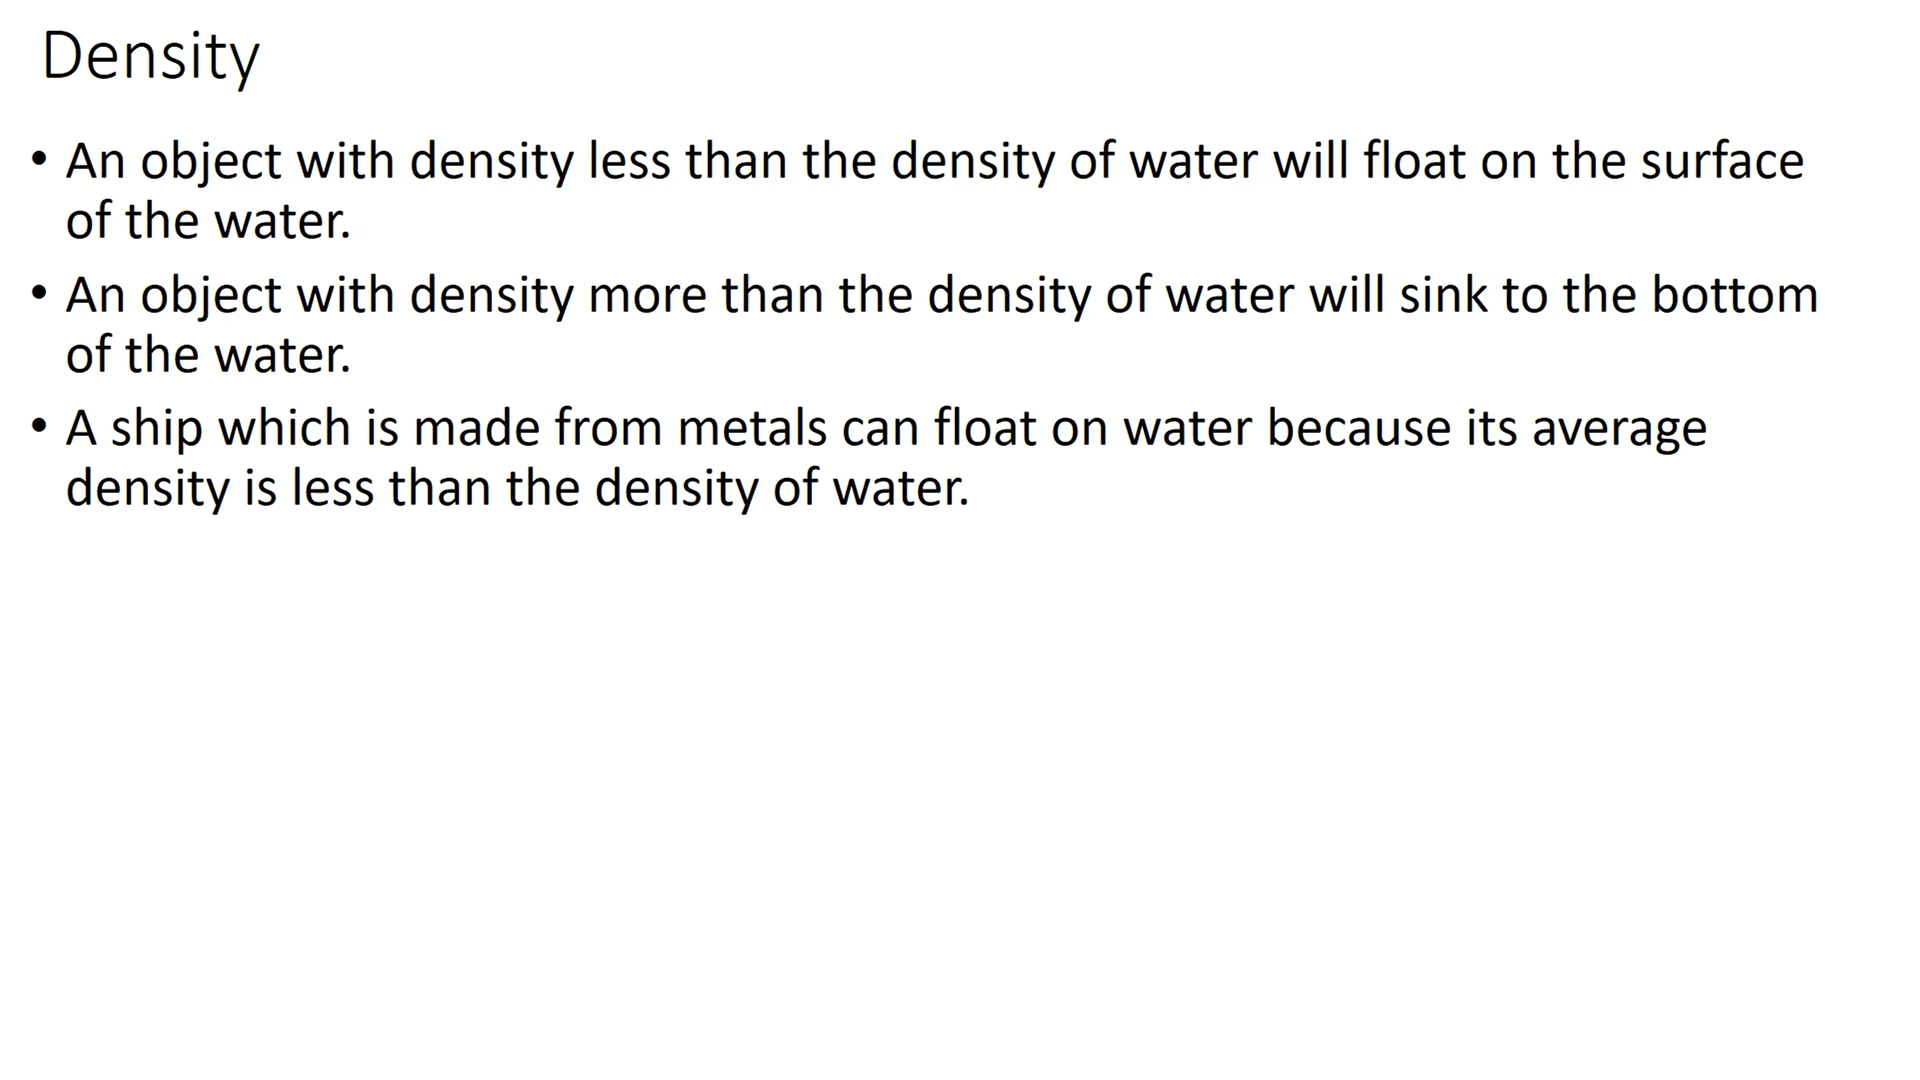 Density
• An object with density less than the density of water will float on the surface
of the water.
• An object with density more than the density of water will sink to the bottom
of the water.
• A ship which is made from metals can float on water because its average
density is less than the density of water.